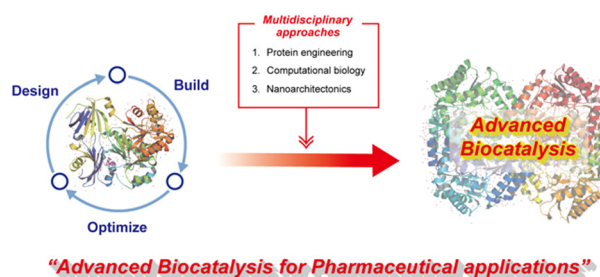 Design
Build
Optimize
Multidisciplinary
approaches
1. Protein engineering
2. Computational biology
3. Nanoarchitectonics
Advanced
Biocatalysis
“Advanced Biocatalysis for Pharmaceutical applications”